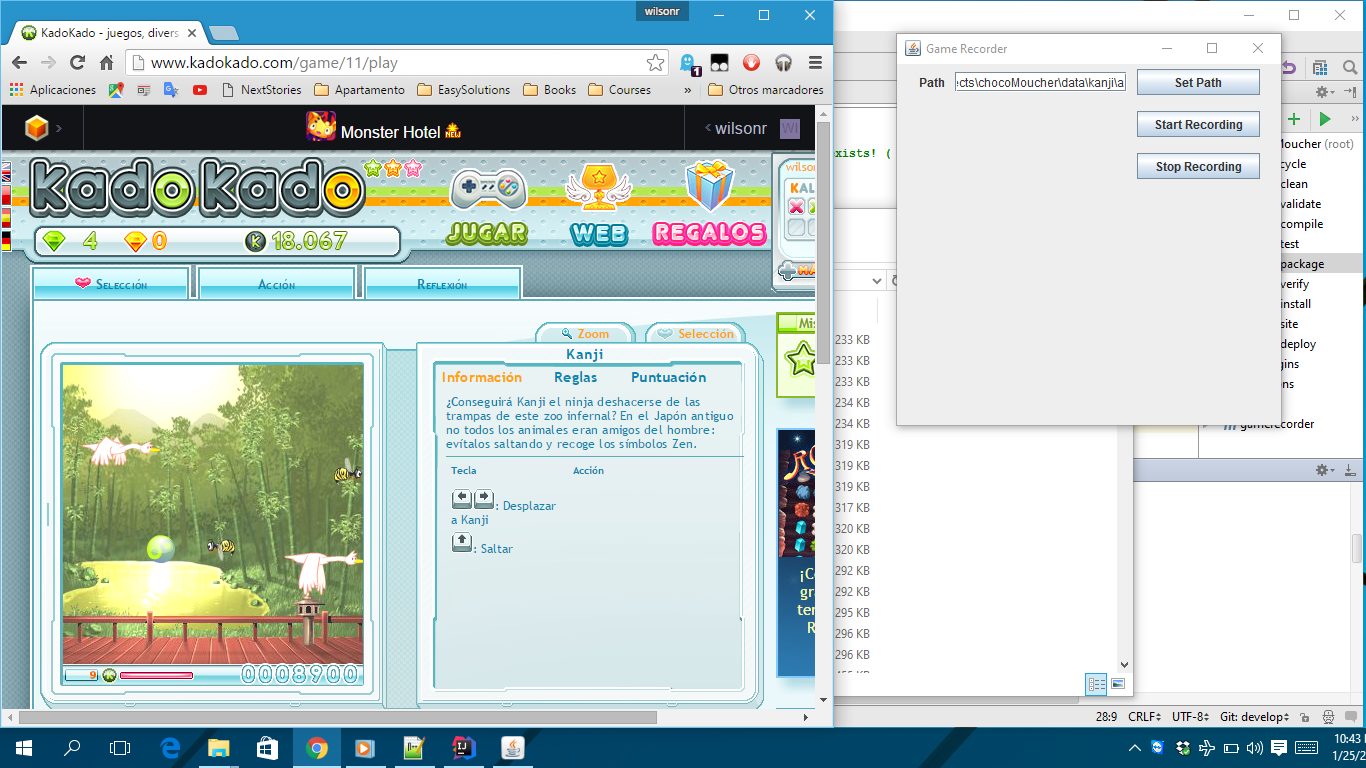 wilsonr
KadoKado - juegos, divers
www.kadokado.com/game/11/play
1
Aplicaciones
NextStories
Apartamento
EasySolutions
Books
Courses
»
Otros marcadores
Monster Hotel NEW
wilsonr
WI
KadoKado
JUGAR
WEB
REGALOS
4
0
K
18.067
Selección
Acción
Reflexión
Zoom
Selección
Kanji
Información
Reglas
Puntuación
¿Conseguirá Kanji el ninja deshacerse de las
trampas de este zoo infernal? En el Japón antiguo
no todos los animales eran amigos del hombre:
evítalos saltando y recoge los símbolos Zen.
Tecla
Acción
: Desplazar
a Kanji
: Saltar
9
0008900
Game Recorder
Path
cts\chocoMoucher\data\kanji\a
Set Path
Start Recording
Stop Recording
xists! (
Moucher (root)
cycle
clean
validate
compile
test
package
verify
install
site
deploy
gins
ns
gamerecorder
233 KB
233 KB
233 KB
234 KB
234 KB
319 KB
319 KB
319 KB
317 KB
320 KB
320 KB
292 KB
292 KB
295 KB
296 KB
296 KB
28:9
CRLF
UTF-8
Git: develop
10:43
1/25/2